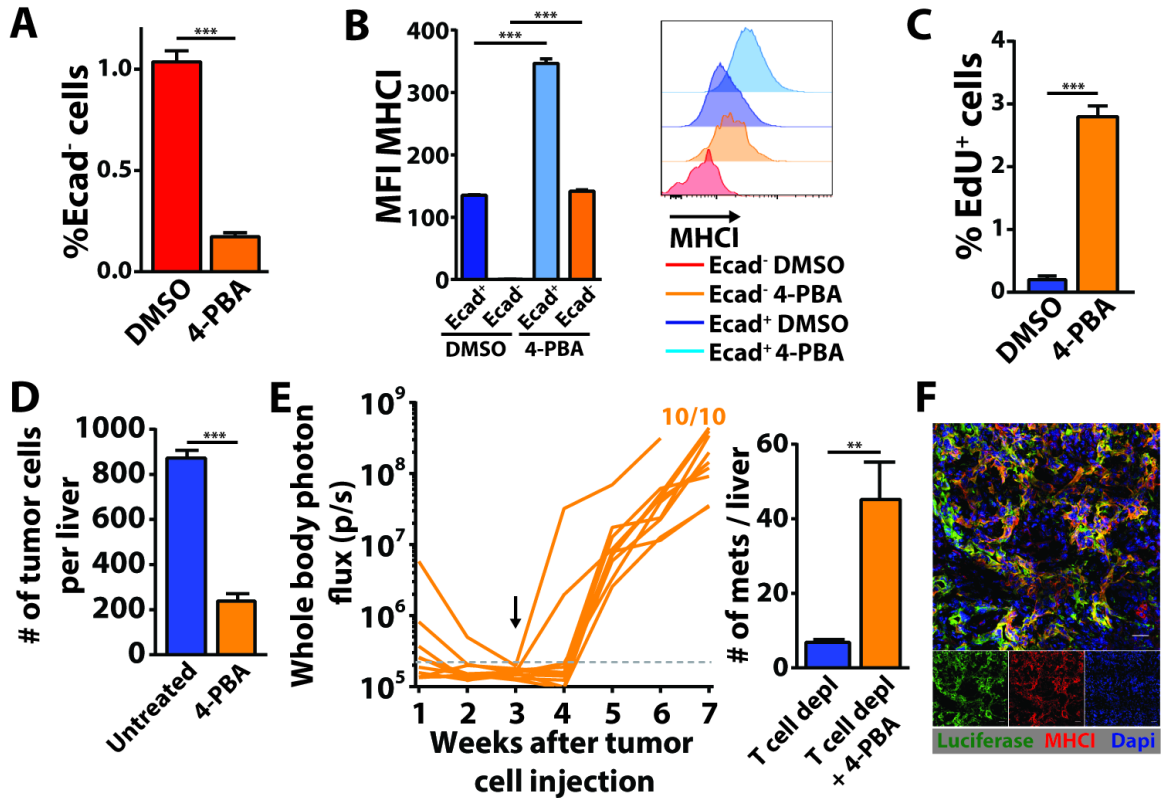 A
%Ecad⁻ cells
1.0
0.5
0.0
***
DMSO
4-PBA
B
MFI MHCI
400
300
200
100
0
***
***
Ecad⁺
Ecad⁻
Ecad⁺
Ecad⁻
DMSO
4-PBA
MHCI
Ecad⁻ DMSO
Ecad⁻ 4-PBA
Ecad⁺ DMSO
Ecad⁺ 4-PBA
C
% EdU⁺ cells
4
3
2
1
0
***
DMSO
4-PBA
D
# of tumor cells
per liver
1000
800
600
400
200
0
***
Untreated
4-PBA
E
Whole body photon
flux (p/s)
10⁹
10⁸
10⁷
10⁶
10⁵
10/10
1 2 3 4 5 6 7
Weeks after tumor
cell injection
# of mets / liver
60
40
20
0
**
T cell depl
T cell depl
+ 4-PBA
F
Luciferase MHCI Dapi